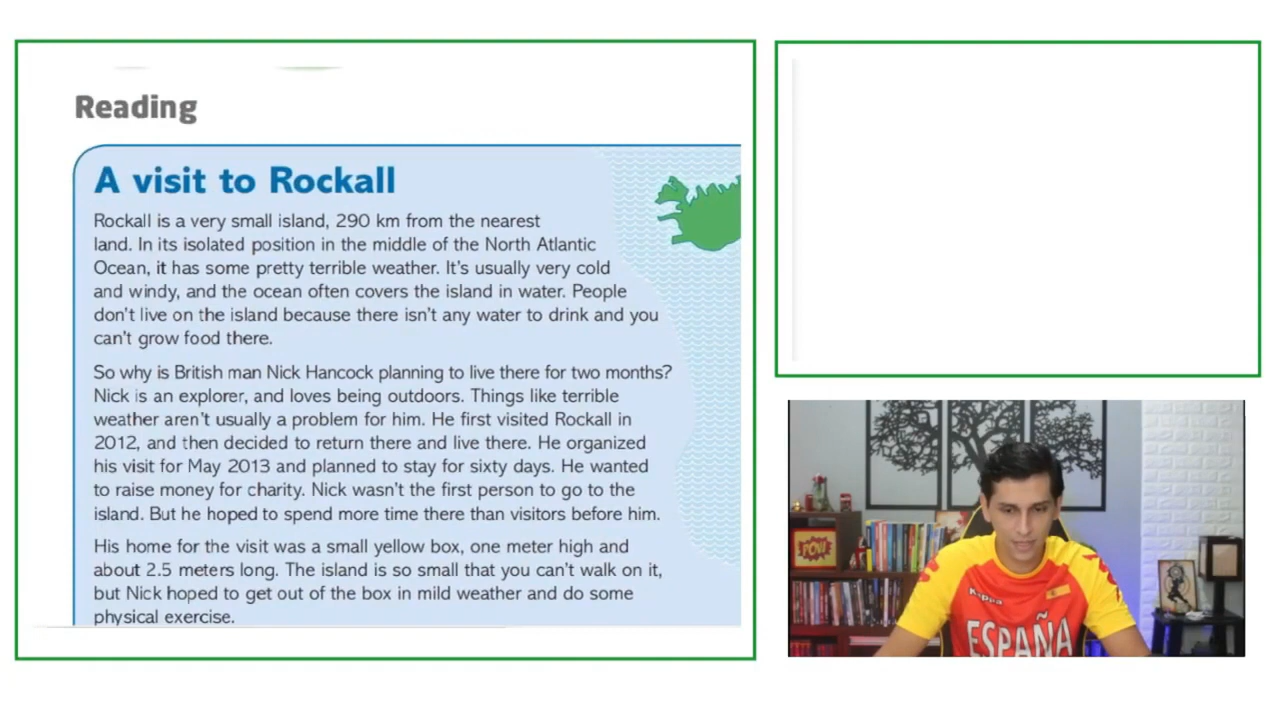 Reading
A visit to Rockall
Rockall is a very small island, 290 km from the nearest
land. In its isolated position in the middle of the North Atlantic
Ocean, it has some pretty terrible weather. It's usually very cold
and windy, and the ocean often covers the island in water. People
don't live on the island because there isn't any water to drink and you
can't grow food there.
So why is British man Nick Hancock planning to live there for two months?
Nick is an explorer, and loves being outdoors. Things like terrible
weather aren't usually a problem for him. He first visited Rockall in
2012, and then decided to return there and live there. He organized
his visit for May 2013 and planned to stay for sixty days. He wanted
to raise money for charity. Nick wasn't the first person to go to the
island. But he hoped to spend more time there than visitors before him.
His home for the visit was a small yellow box, one meter high and
about 2.5 meters long. The island is so small that you can't walk on it,
but Nick hoped to get out of the box in mild weather and do some
physical exercise.
POW!
Kappa
ESPAÑA